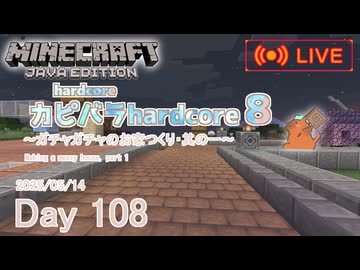 MINECRAFT
JAVA EDITION
LIVE
hardcore
カピバラhardcore 8
～ガチャガチャのお家つくり・其の一～
Making a messy house, part 1
2025/05/14
Day 108